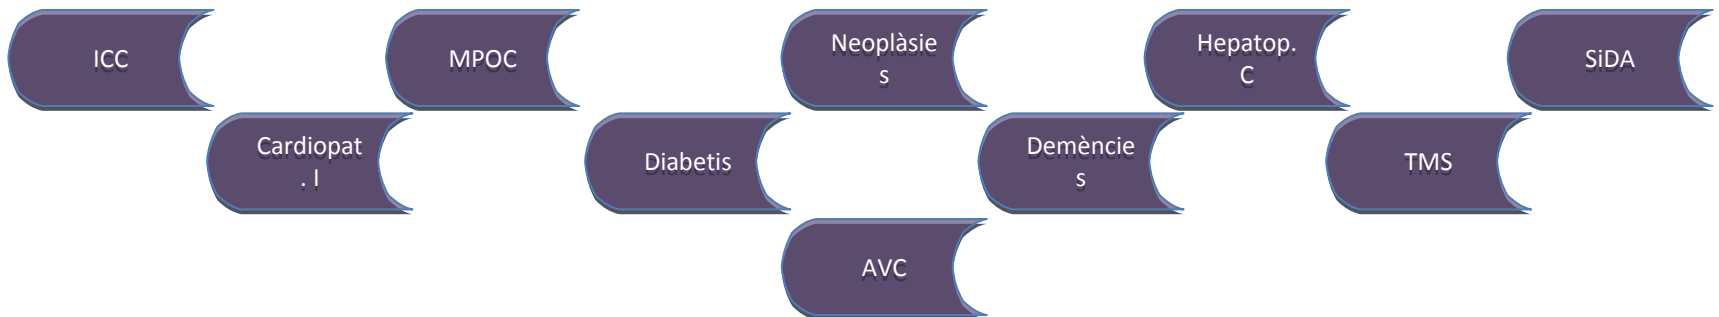 ICC
MPOC
Neoplàsie
s
Hepatop.
C
SiDA
Cardiopat
. I
Diabetis
Demèncie
s
TMS
AVC